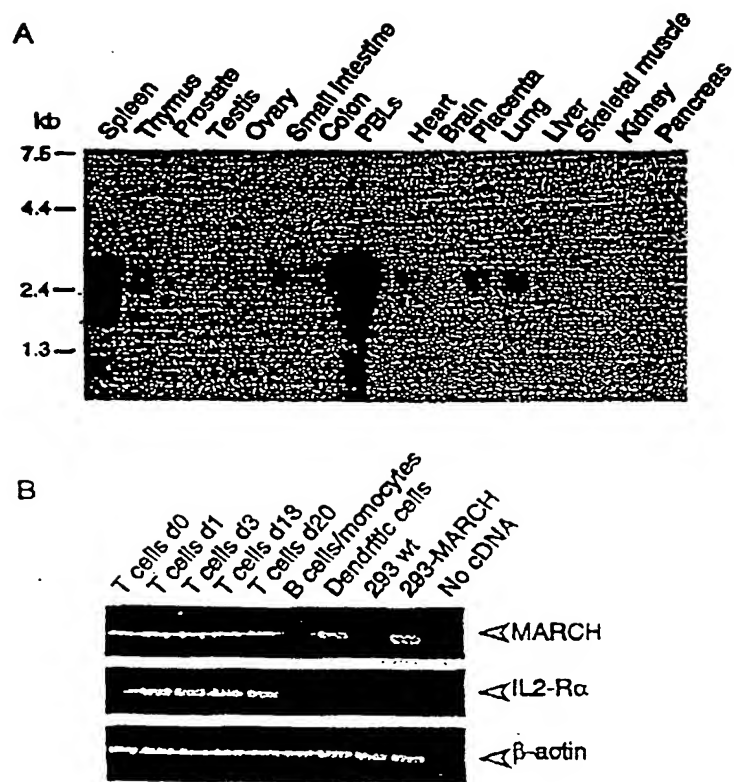 A
kb
Spleen
Thymus
Prostate
Testis
Ovary
Small intestine
Colon
PBLs
Heart
Brain
Placenta
Lung
Liver
Skeletal muscle
Kidney
Pancreas
7.5
4.4
2.4
1.3
B
T cells d0
T cells d1
T cells d3
T cells d13
T cells d20
B cells/monocytes
Dendritic cells
293 wt
293-MARCH
No cDNA
MARCH
IL2-Rα
β-actin